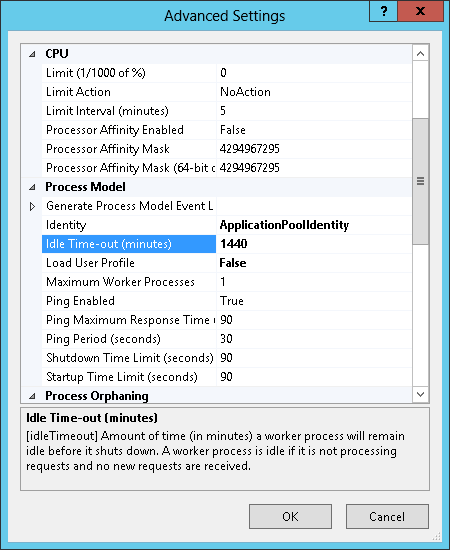 Advanced Settings
?
x
CPU
Limit (1/1000 of %) 0
Limit Action NoAction
Limit Interval (minutes) 5
Processor Affinity Enabled False
Processor Affinity Mask 4294967295
Processor Affinity Mask (64-bit o 4294967295
Process Model
Generate Process Model Event L
Identity ApplicationPoolIdentity
Idle Time-out (minutes) 1440
Load User Profile False
Maximum Worker Processes 1
Ping Enabled True
Ping Maximum Response Time ( 90
Ping Period (seconds) 30
Shutdown Time Limit (seconds) 90
Startup Time Limit (seconds) 90
Process Orphaning
Idle Time-out (minutes)
[idleTimeout] Amount of time (in minutes) a worker process will remain
idle before it shuts down. A worker process is idle if it is not processing
requests and no new requests are received.
OK Cancel